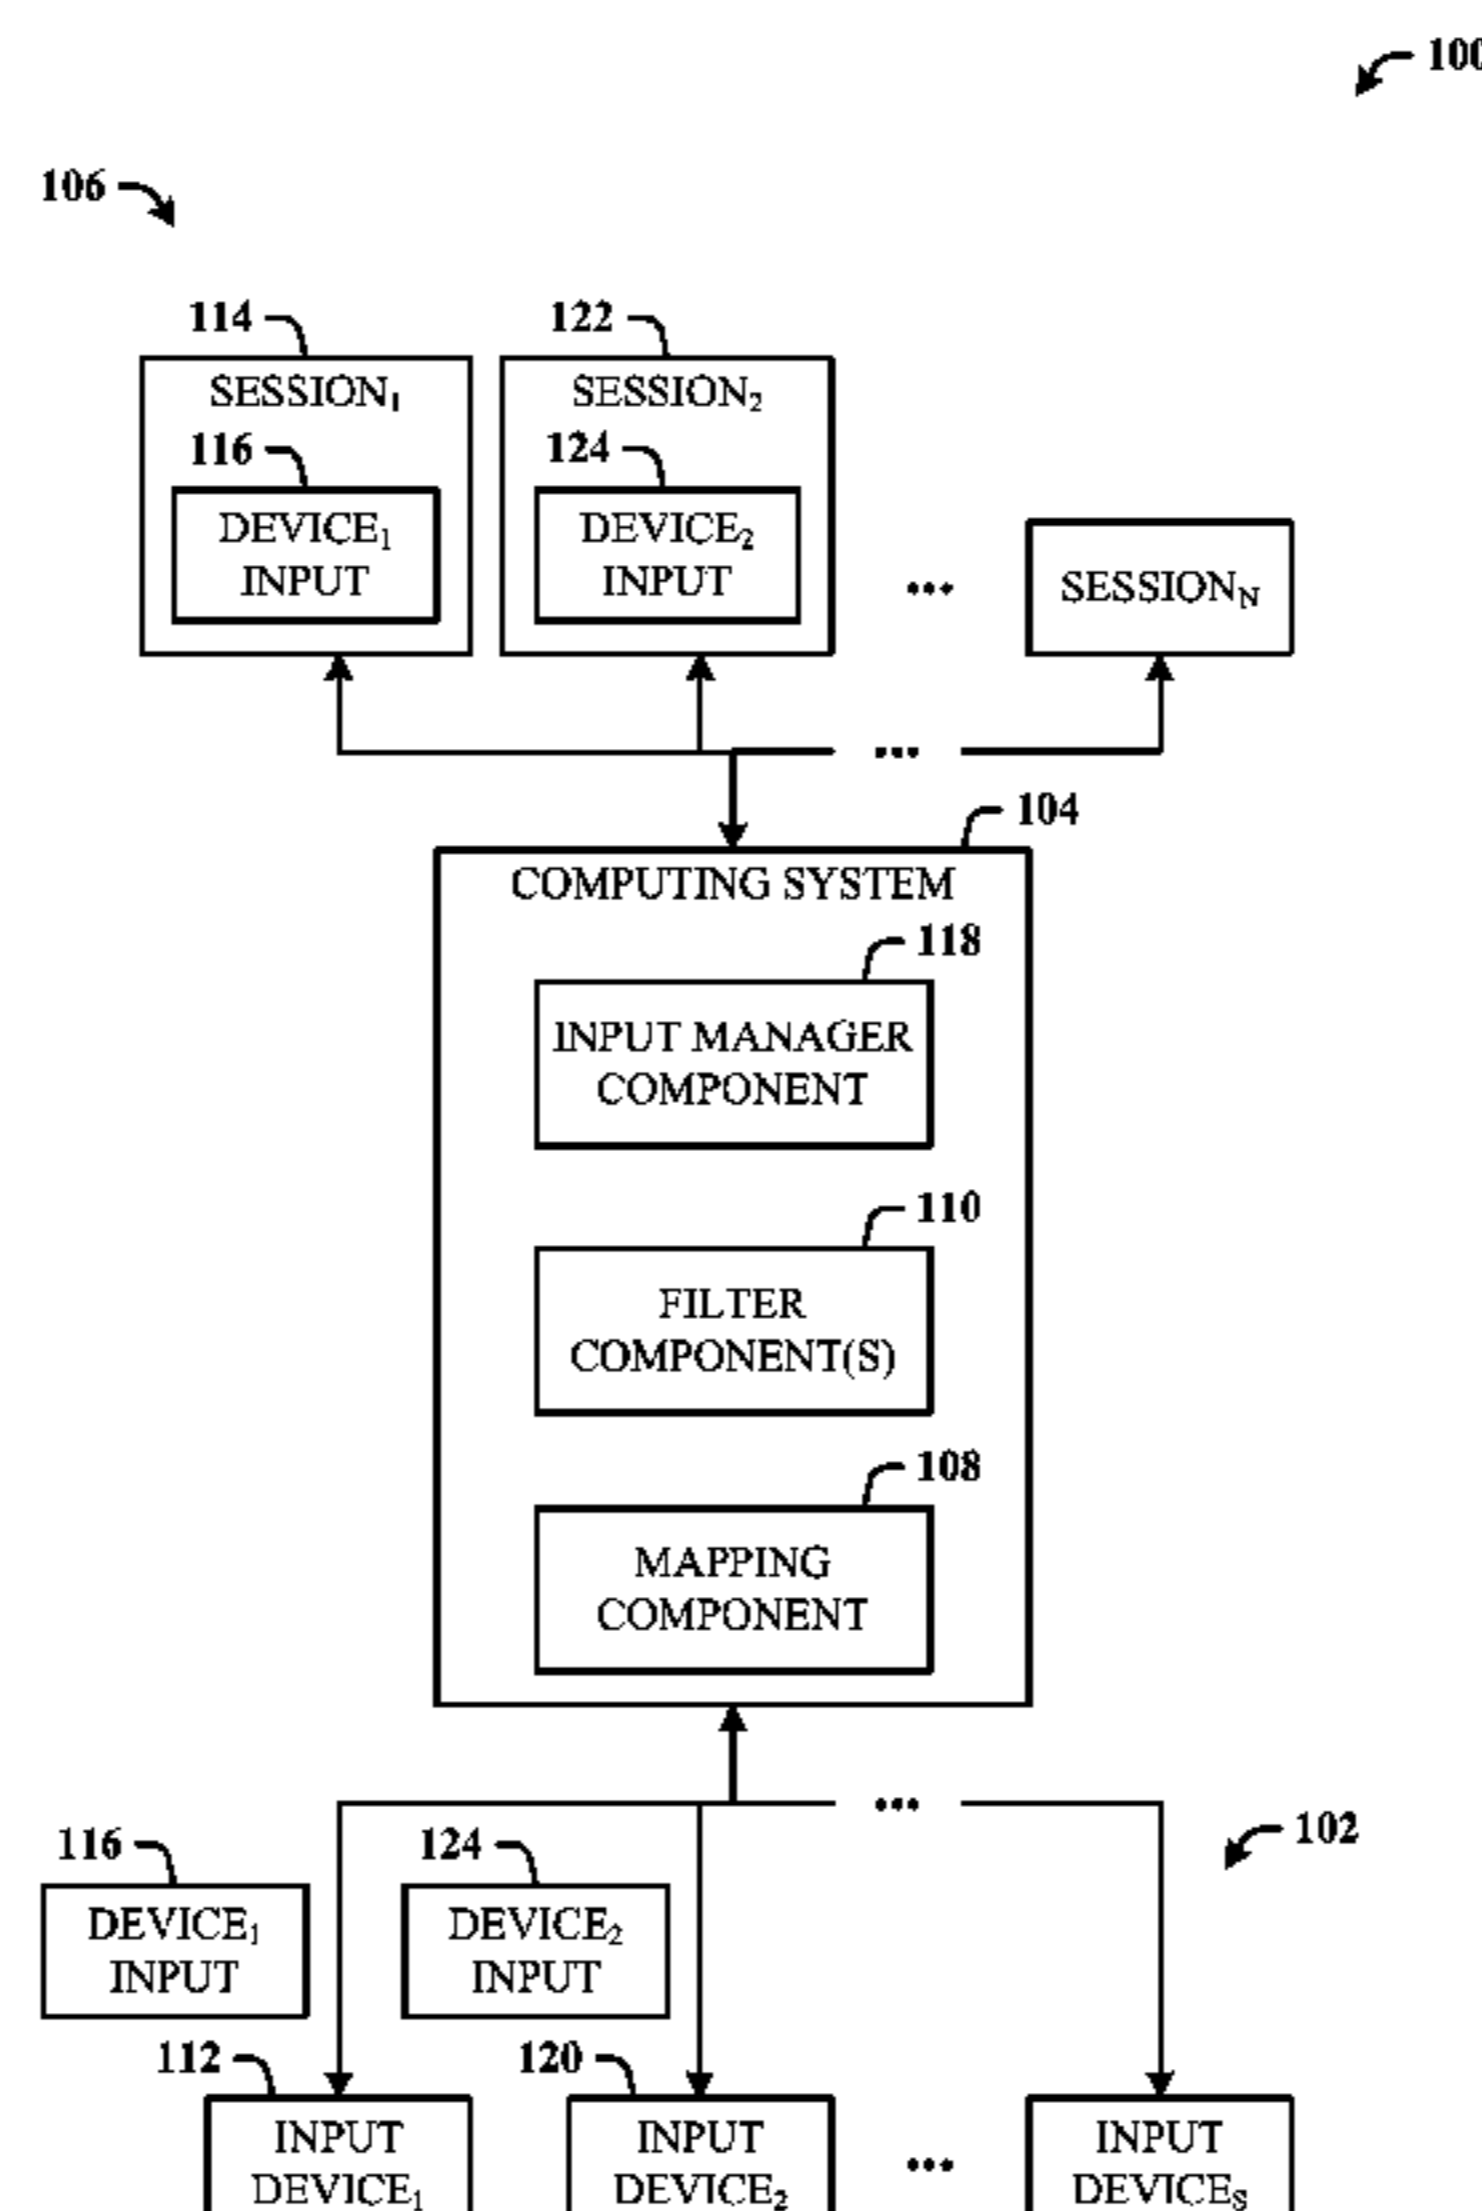 100
106
114
122
SESSION₁
SESSION₂
116
124
DEVICE₁
INPUT
DEVICE₂
INPUT
...
SESSION_N
...
104
COMPUTING SYSTEM
118
INPUT MANAGER
COMPONENT
110
FILTER
COMPONENT(S)
108
MAPPING
COMPONENT
...
102
116
124
DEVICE₁
INPUT
DEVICE₂
INPUT
112
120
INPUT
DEVICE₁
INPUT
DEVICE₂
...
INPUT
DEVICE_S